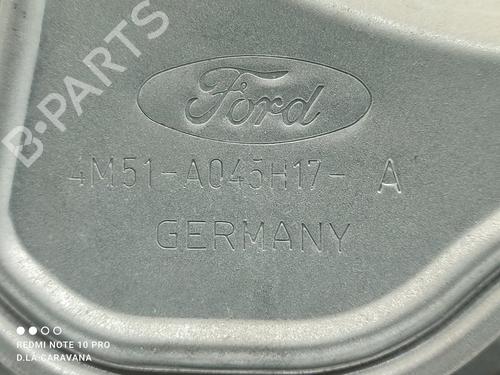 B-PARTS
Ford
4M51-A045H17- A
GERMANY
REDMI NOTE 10 PRO
D.LA CARAVANA